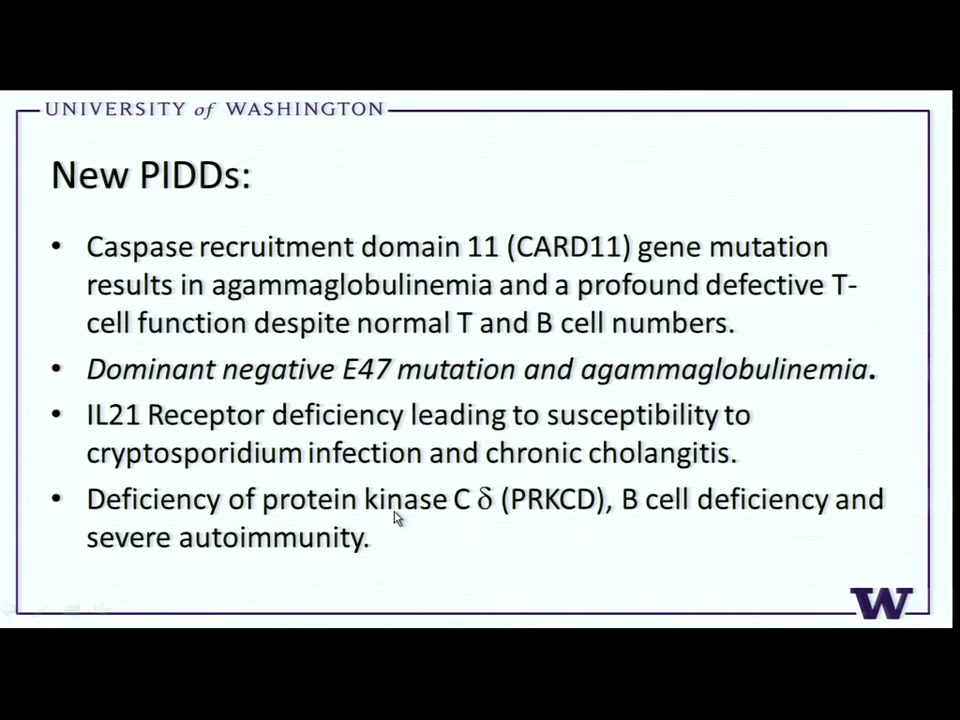 UNIVERSITY of WASHINGTON
New PIDDs:
• Caspase recruitment domain 11 (CARD11) gene mutation
results in agammaglobulinemia and a profound defective T-
cell function despite normal T and B cell numbers.
• Dominant negative E47 mutation and agammaglobulinemia.
• IL21 Receptor deficiency leading to susceptibility to
cryptosporidium infection and chronic cholangitis.
• Deficiency of protein kinase C δ (PRKCD), B cell deficiency and
severe autoimmunity.
W